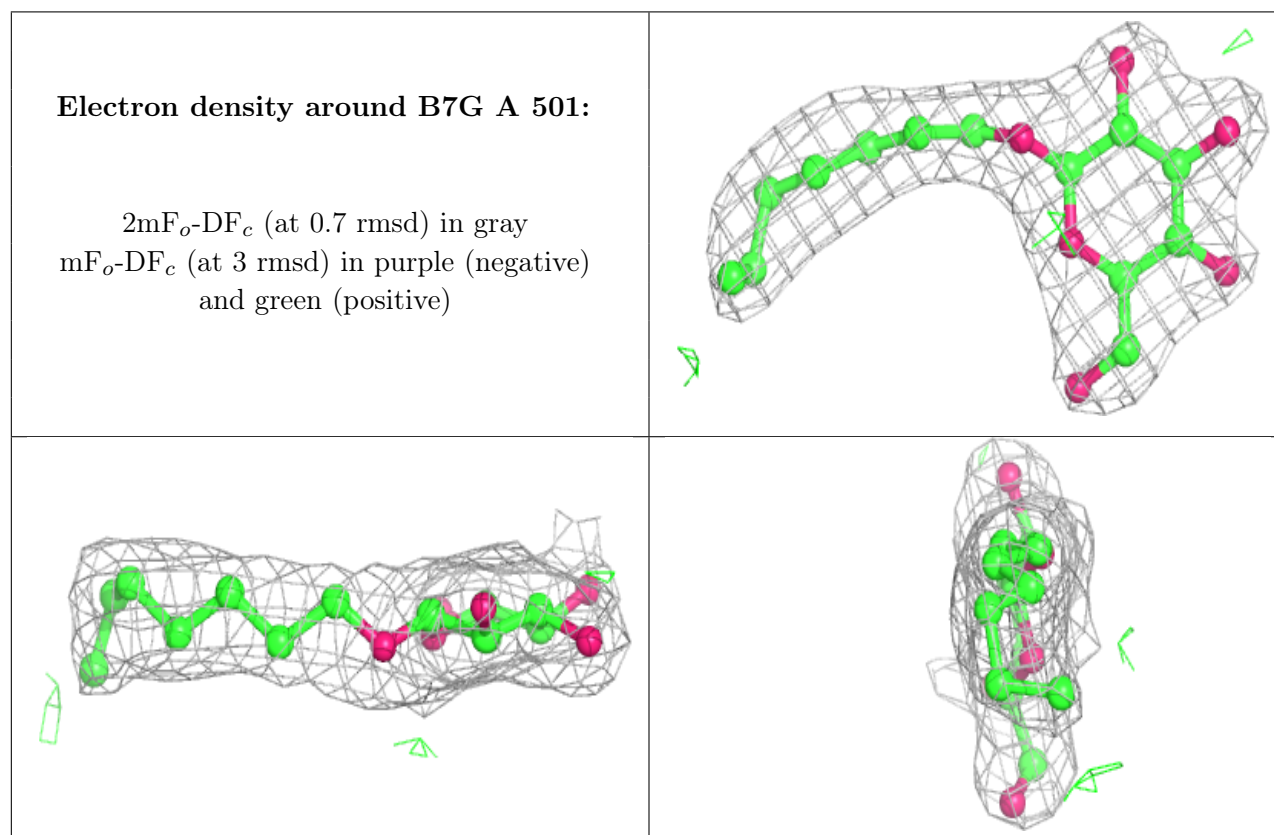 Electron density around B7G A 501:
2mFo-DFc (at 0.7 rmsd) in gray
mFo-DFc (at 3 rmsd) in purple (negative)
and green (positive)